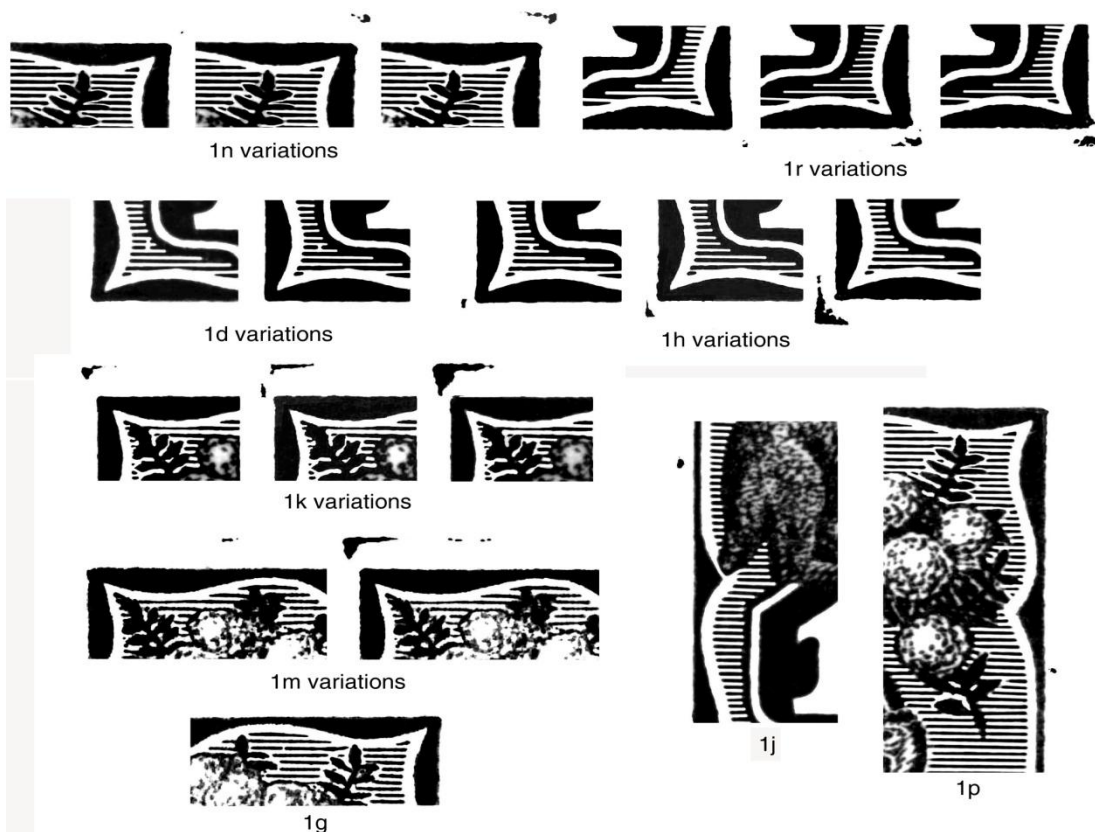 1n variations
1r variations
1d variations
1h variations
1k variations
1m variations
1j
1p
1g